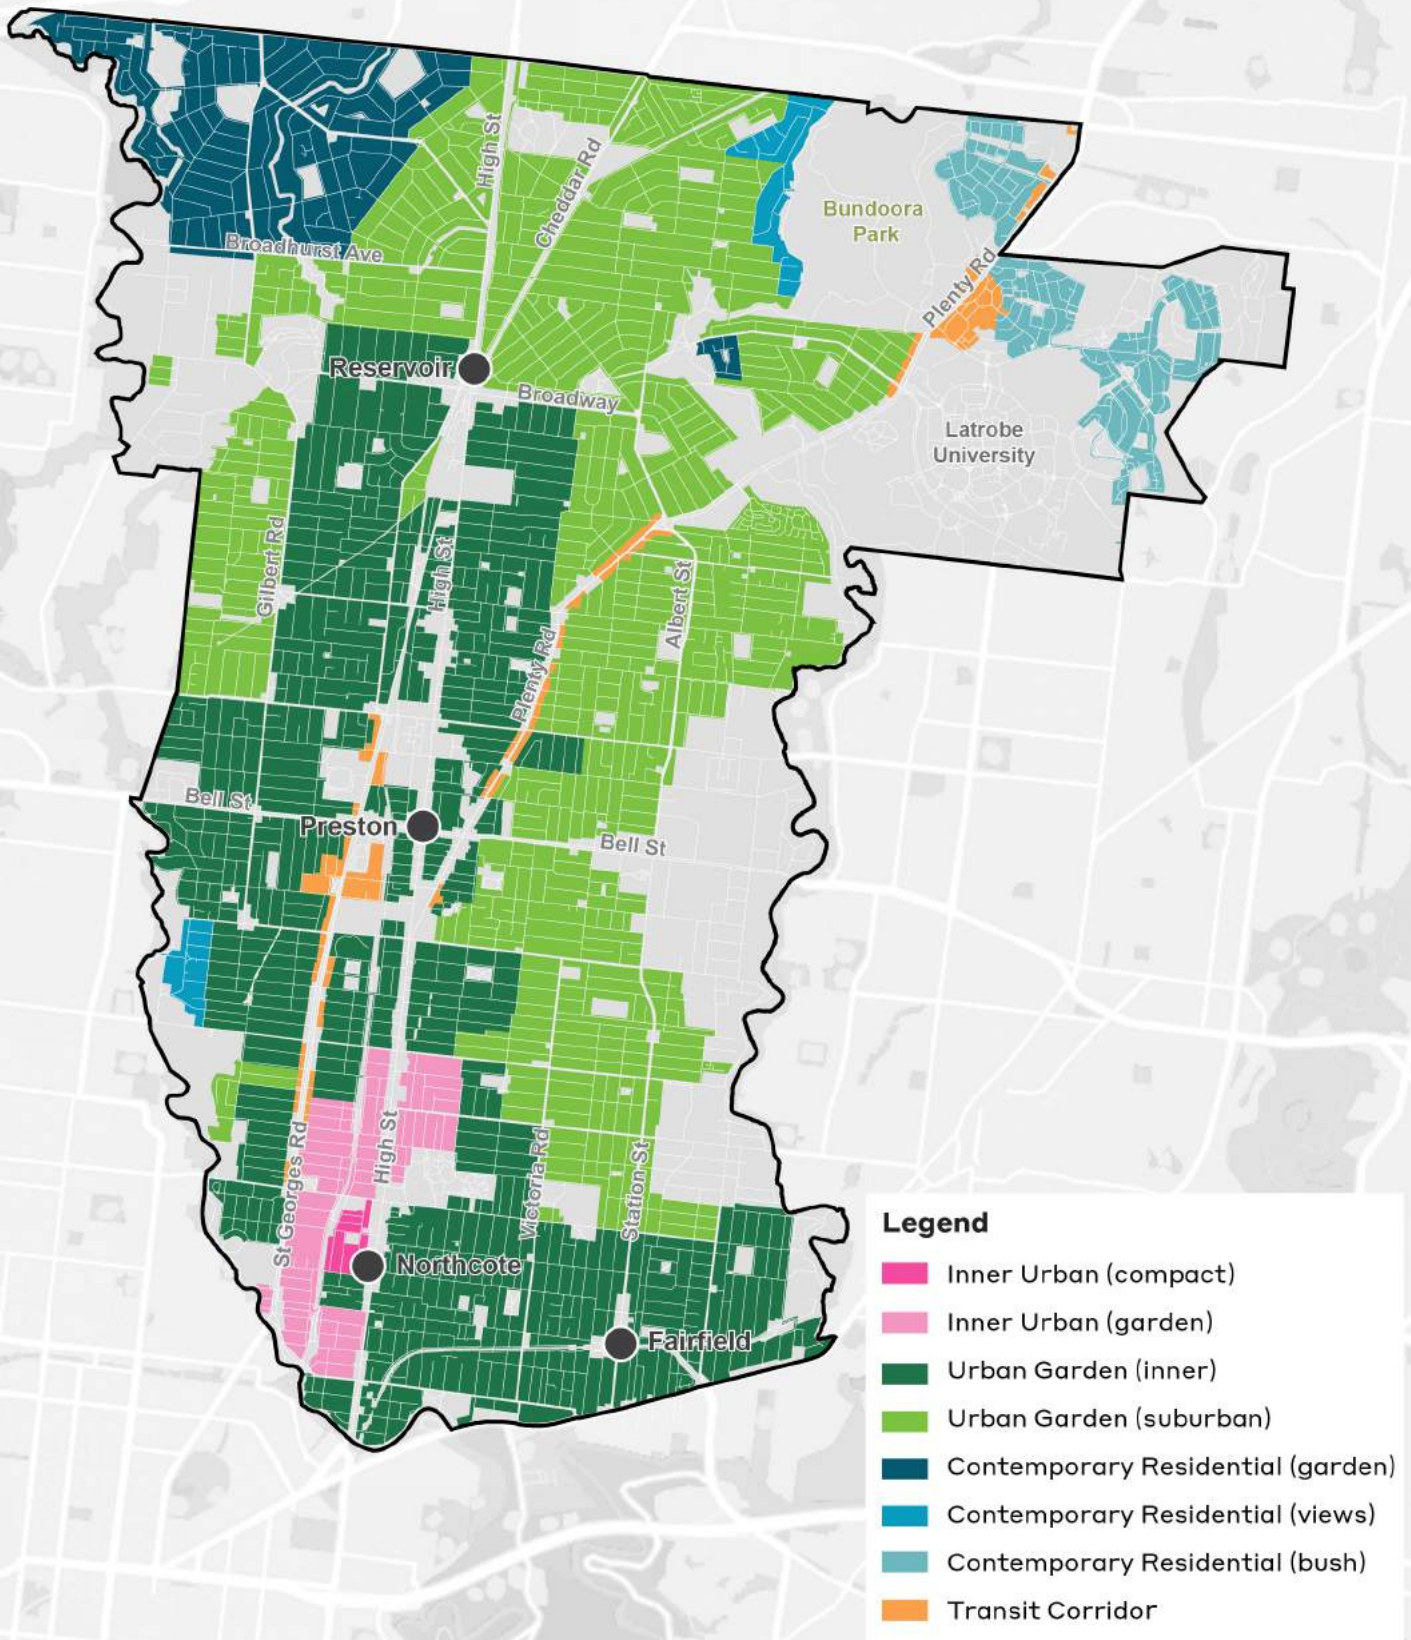 High St
Cheddar Rd
Bundoora
Park
Broadhurst Ave
Plenty Rd
Reservoir
Broadway
Latrobe
University
Gilbert Rd
High St
Albert St
Plenty Rd
Bell St
Preston
Bell St
St Georges Rd
High St
Victoria Rd
Station St
Northcote
Fairfield
Legend
Inner Urban (compact)
Inner Urban (garden)
Urban Garden (inner)
Urban Garden (suburban)
Contemporary Residential (garden)
Contemporary Residential (views)
Contemporary Residential (bush)
Transit Corridor